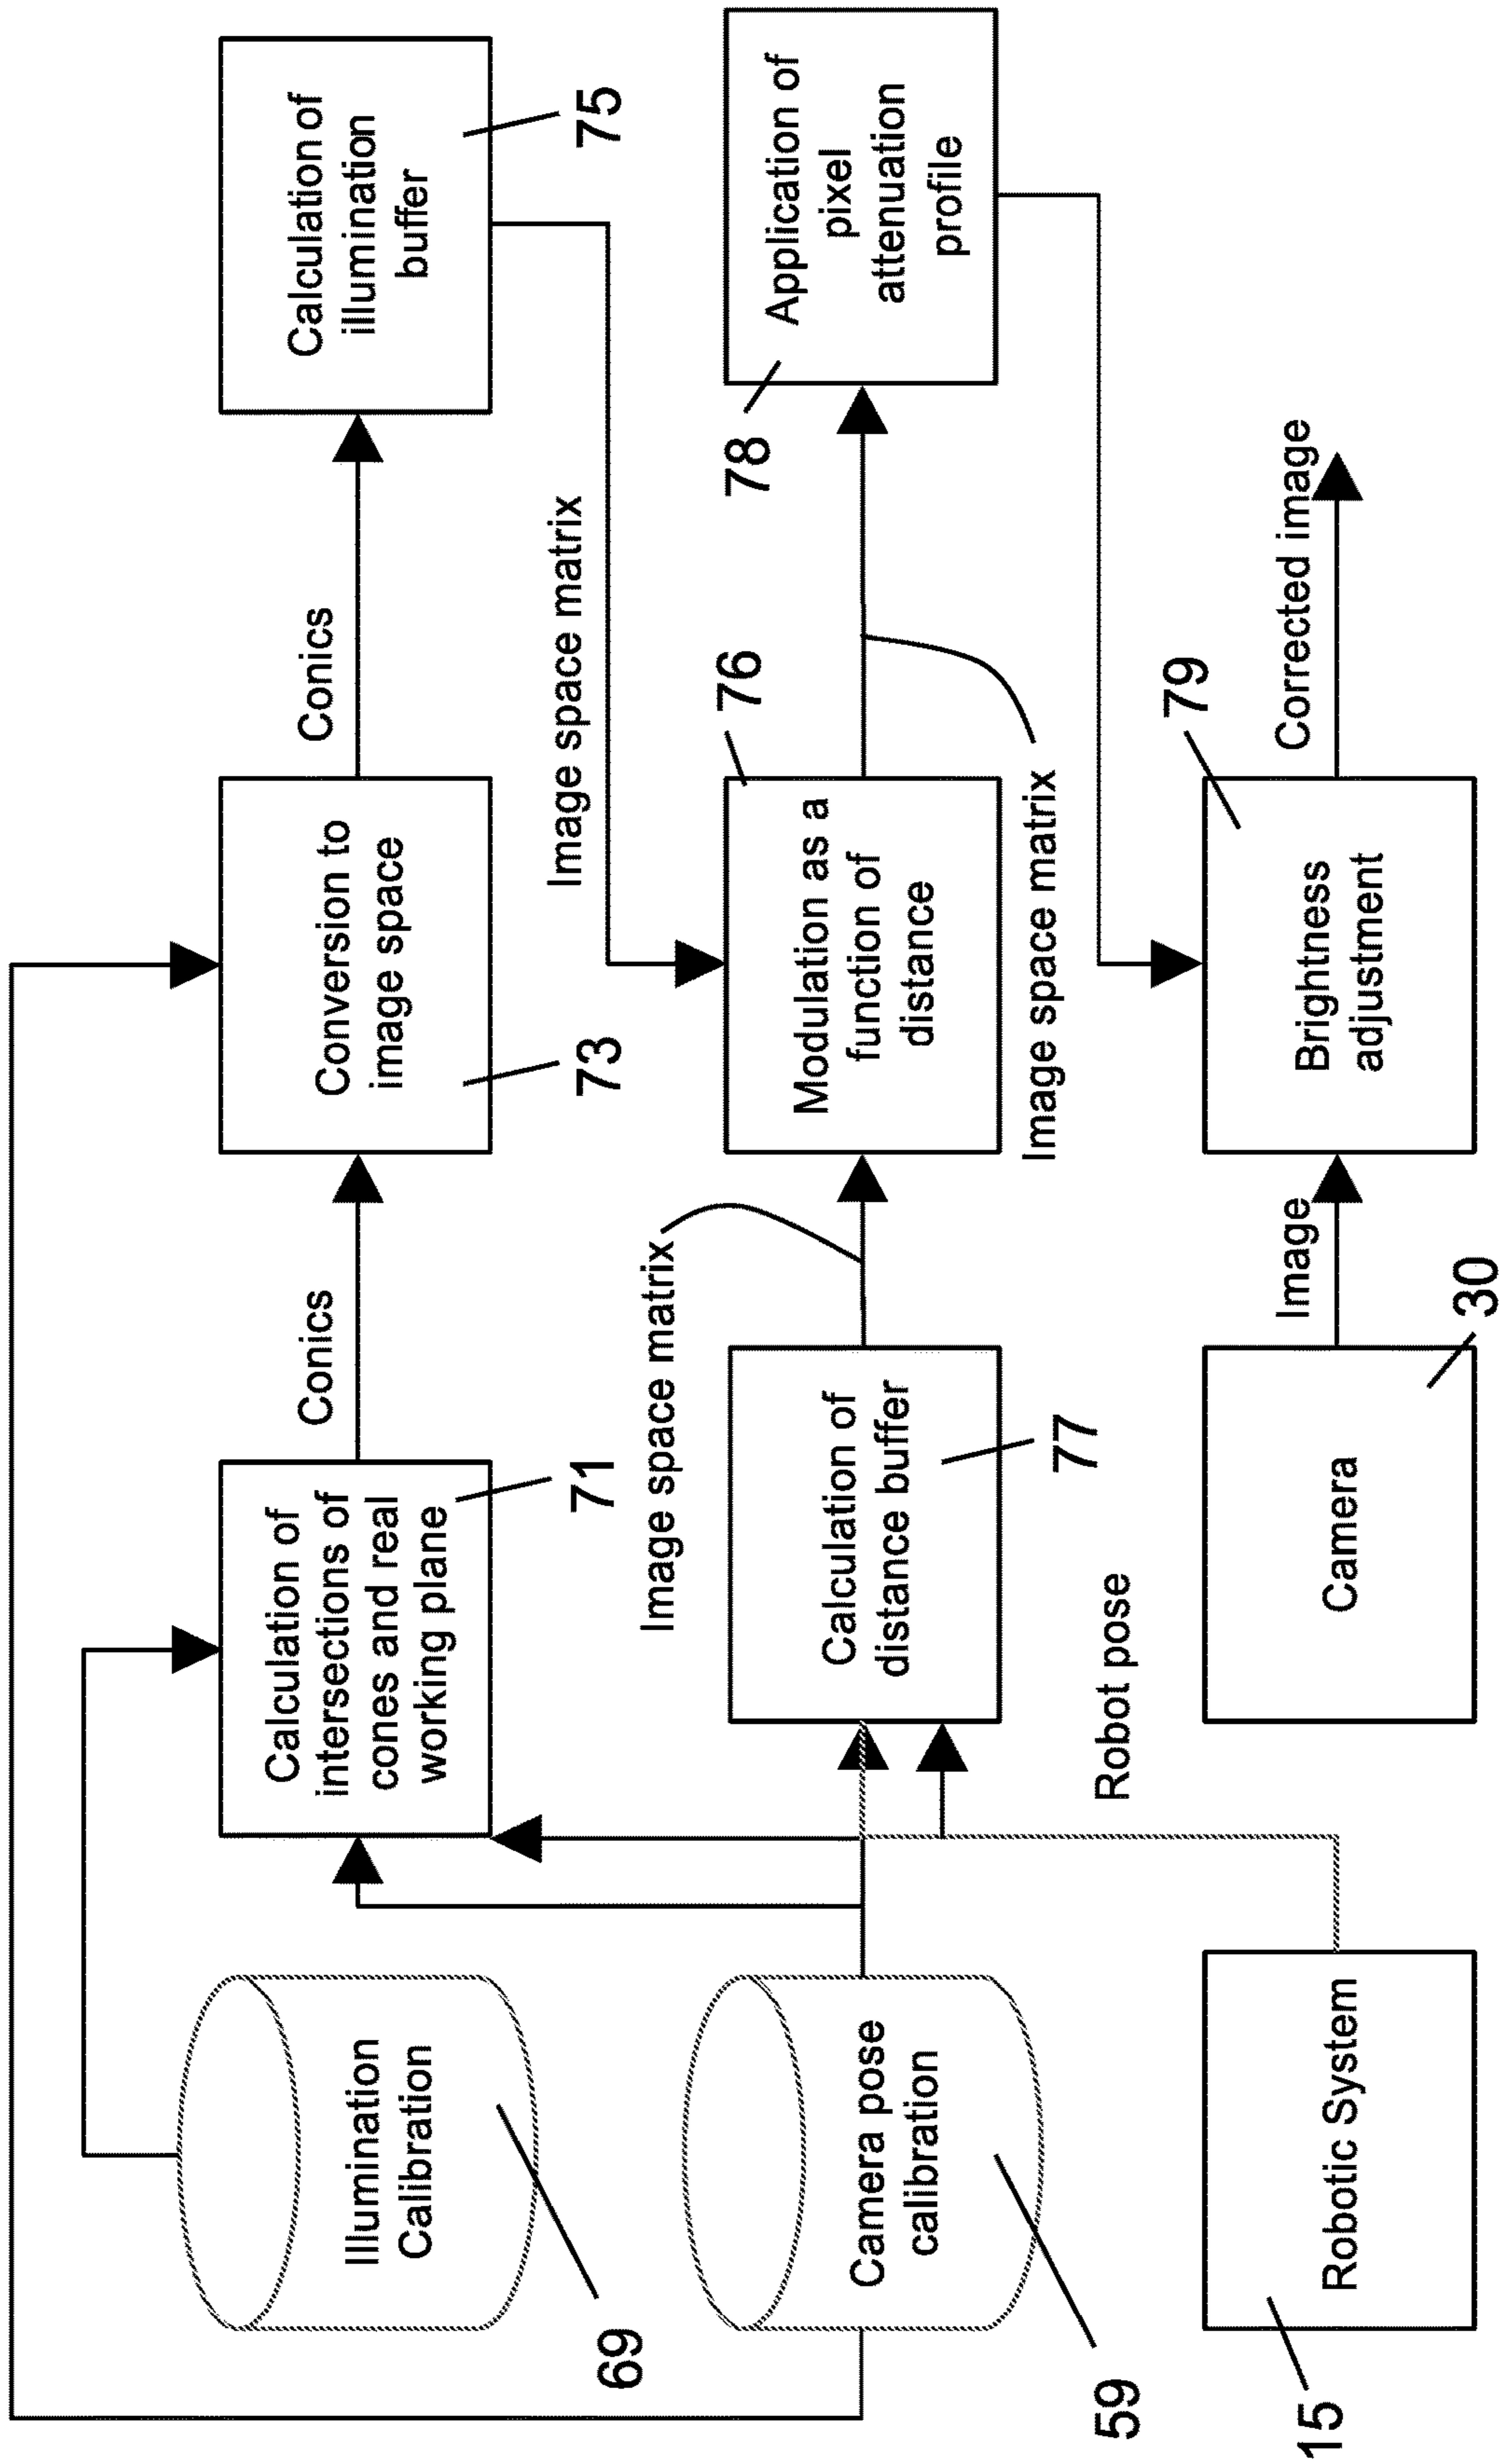 Illumination
Calibration
69
Calculation of
intersections of
cones and real
working plane
71
Conics
Conversion to
image space
73
Conics
Calculation of
illumination
buffer
75
Image space matrix
Camera pose
calibration
59
Calculation of
distance buffer
77
Image space matrix
Modulation as a
function of
distance
76
Image space matrix
Application of
pixel
attenuation
profile
78
Robotic System
15
Robot pose
Camera
30
Image
Brightness
adjustment
79
Corrected image